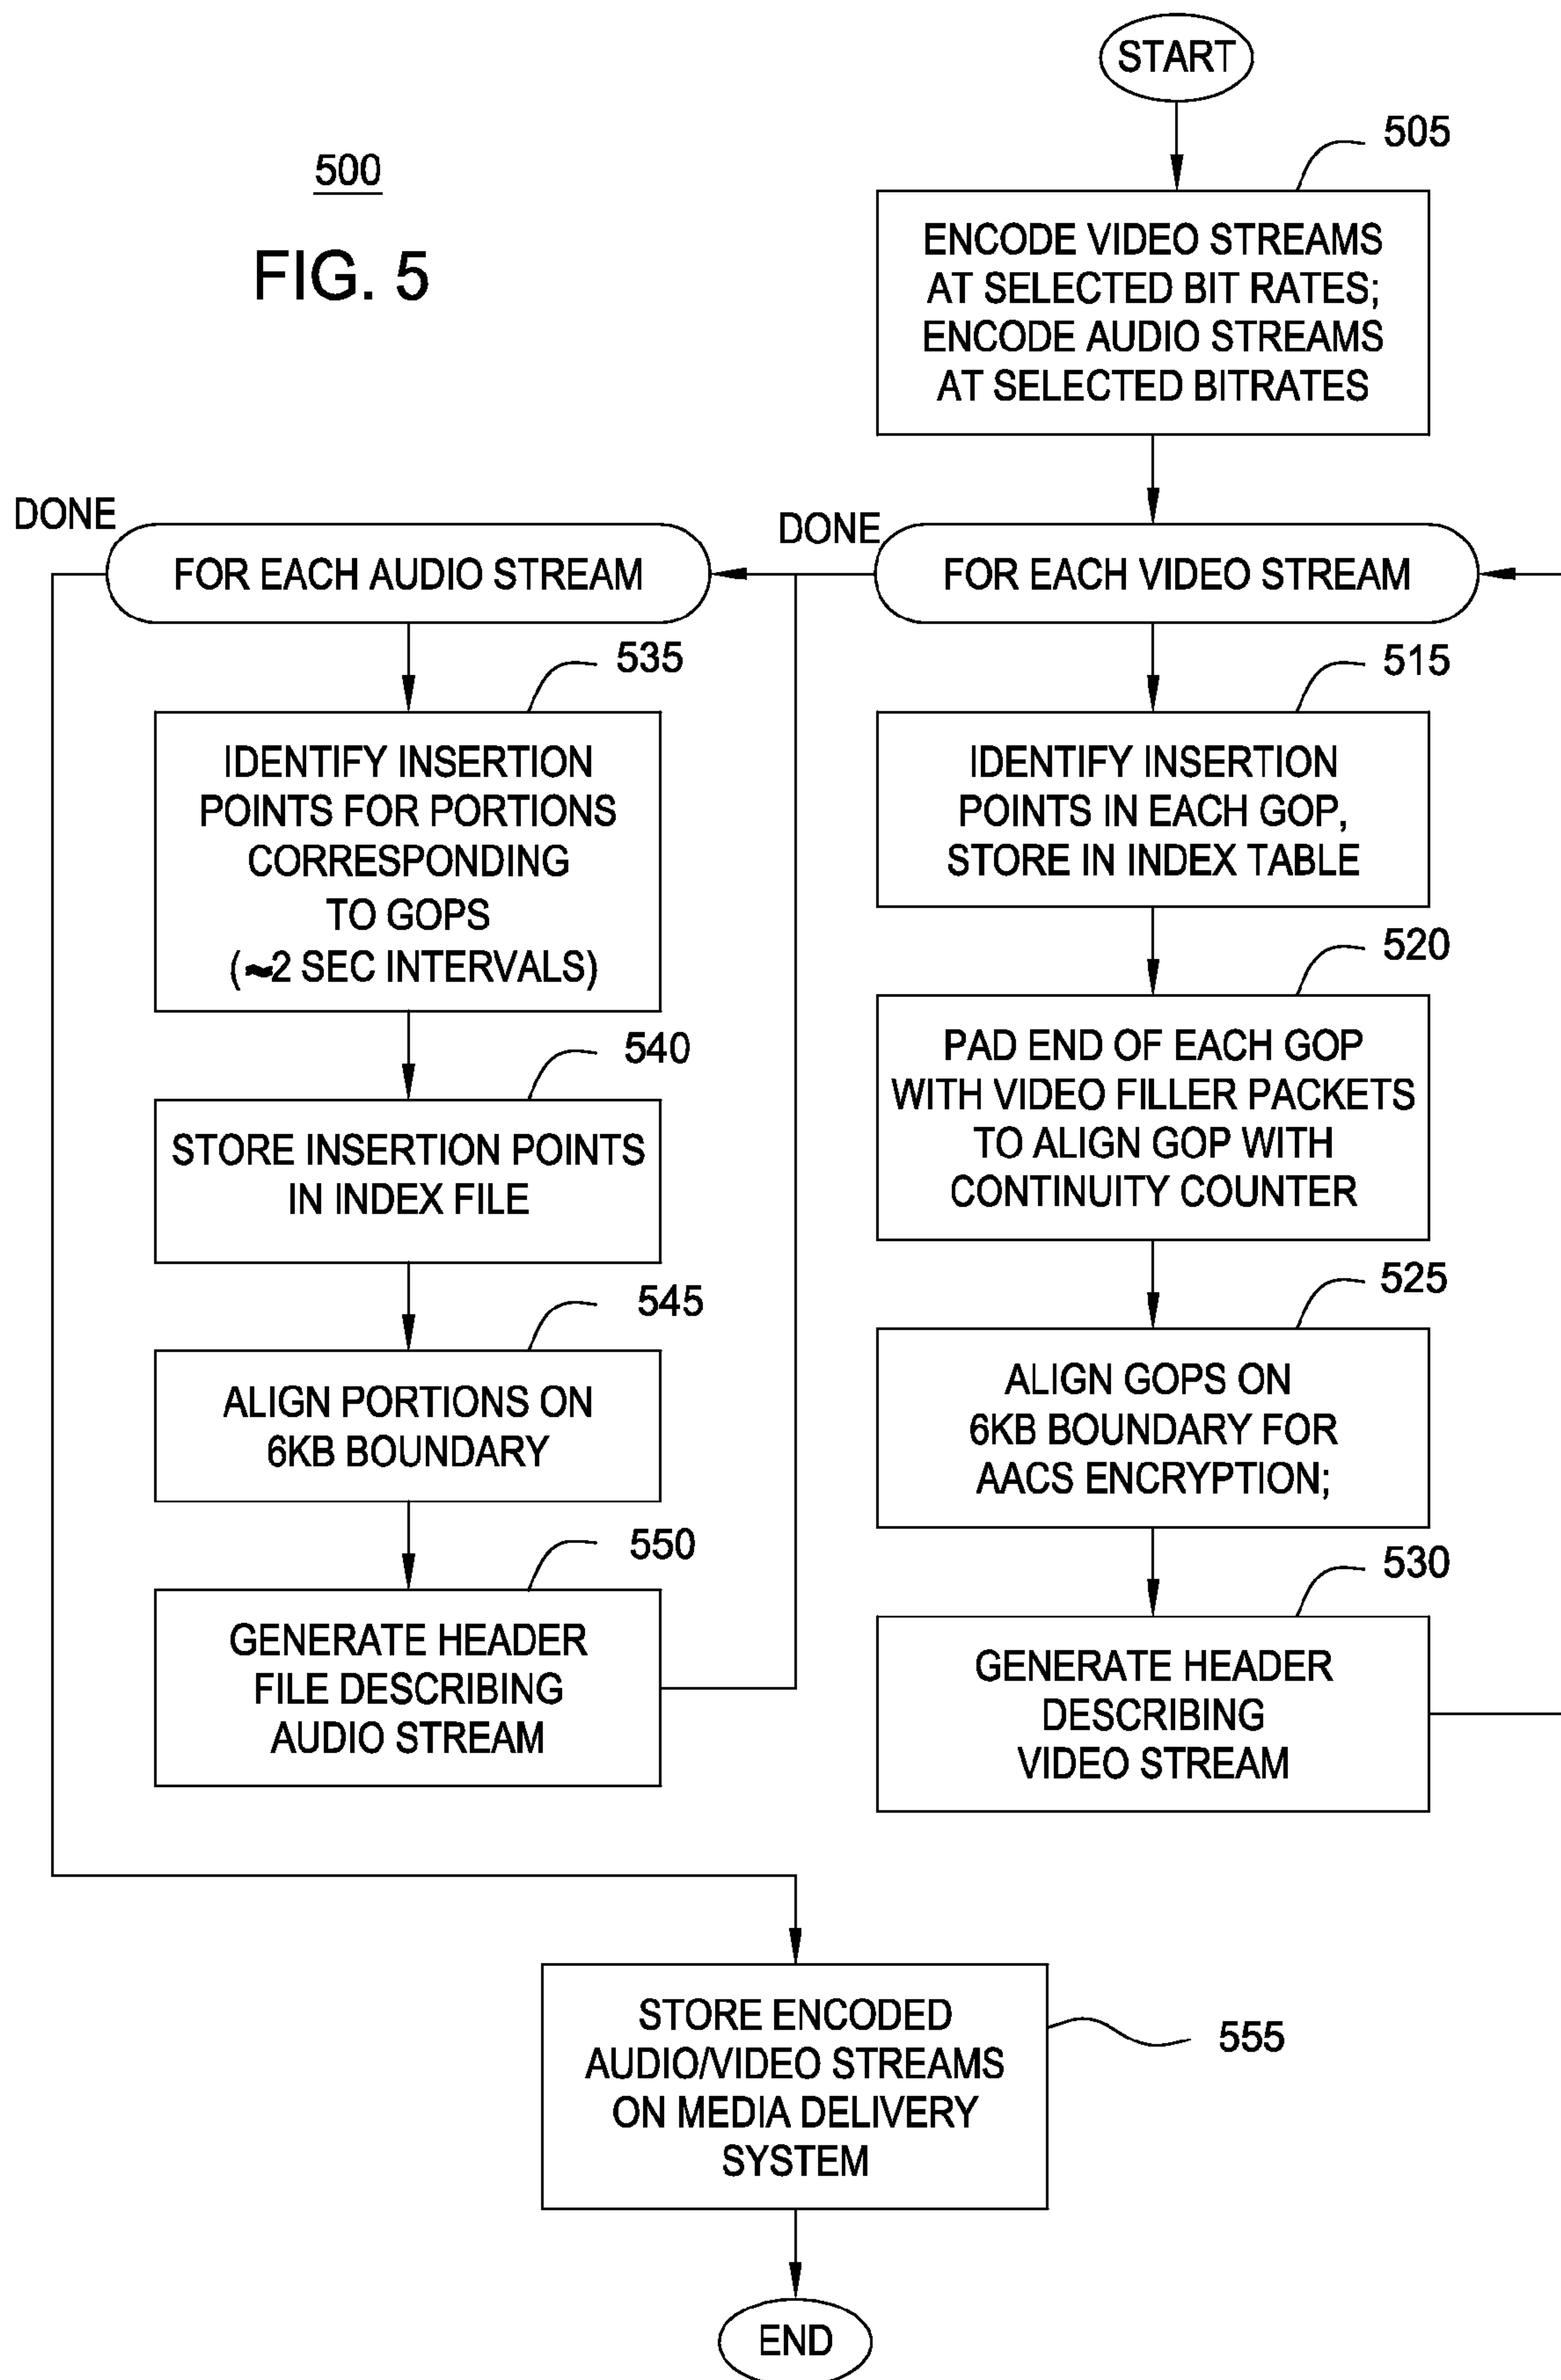 500
FIG. 5
START
505
ENCODE VIDEO STREAMS
AT SELECTED BIT RATES;
ENCODE AUDIO STREAMS
AT SELECTED BITRATES
DONE
FOR EACH VIDEO STREAM
515
IDENTIFY INSERTION
POINTS IN EACH GOP,
STORE IN INDEX TABLE
520
PAD END OF EACH GOP
WITH VIDEO FILLER PACKETS
TO ALIGN GOP WITH
CONTINUITY COUNTER
525
ALIGN GOPS ON
6KB BOUNDARY FOR
AACS ENCRYPTION;
530
GENERATE HEADER
DESCRIBING
VIDEO STREAM
DONE
FOR EACH AUDIO STREAM
535
IDENTIFY INSERTION
POINTS FOR PORTIONS
CORRESPONDING
TO GOPS
(≈2 SEC INTERVALS)
540
STORE INSERTION POINTS
IN INDEX FILE
545
ALIGN PORTIONS ON
6KB BOUNDARY
550
GENERATE HEADER
FILE DESCRIBING
AUDIO STREAM
STORE ENCODED
AUDIO/VIDEO STREAMS
ON MEDIA DELIVERY
SYSTEM
555
END